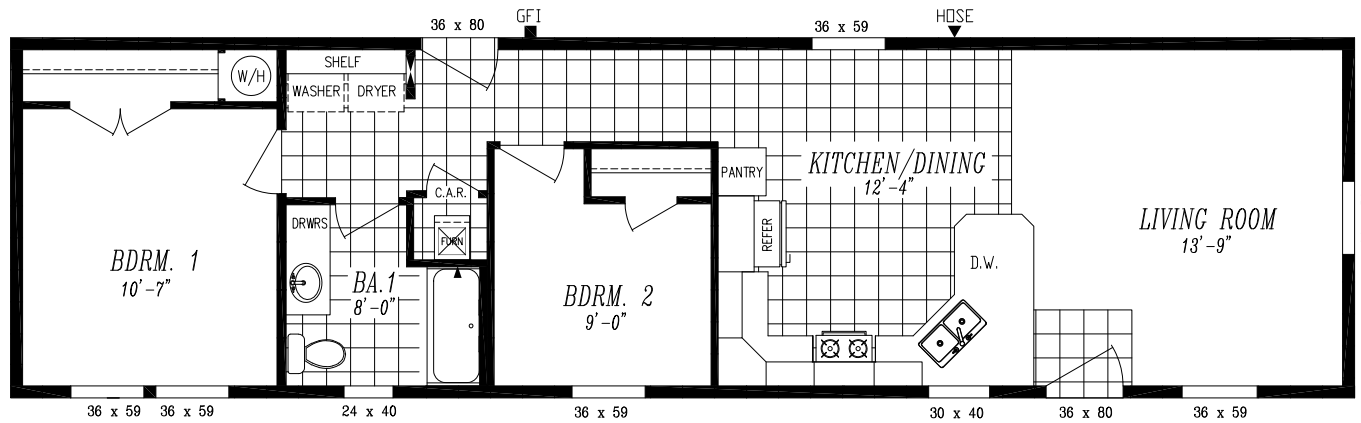 36 x 80
GFI
36 x 59
HOSE
SHELF
W/H
WASHER
DRYER
PANTRY
KITCHEN/DINING
12'-4"
C.A.R.
DRWRS
REFER
LIVING ROOM
13'-9"
FURN
BDRM. 1
10'-7"
BA.1
8'-0"
BDRM. 2
9'-0"
D.W.
36 x 59
36 x 59
24 x 40
36 x 59
30 x 40
36 x 80
36 x 59